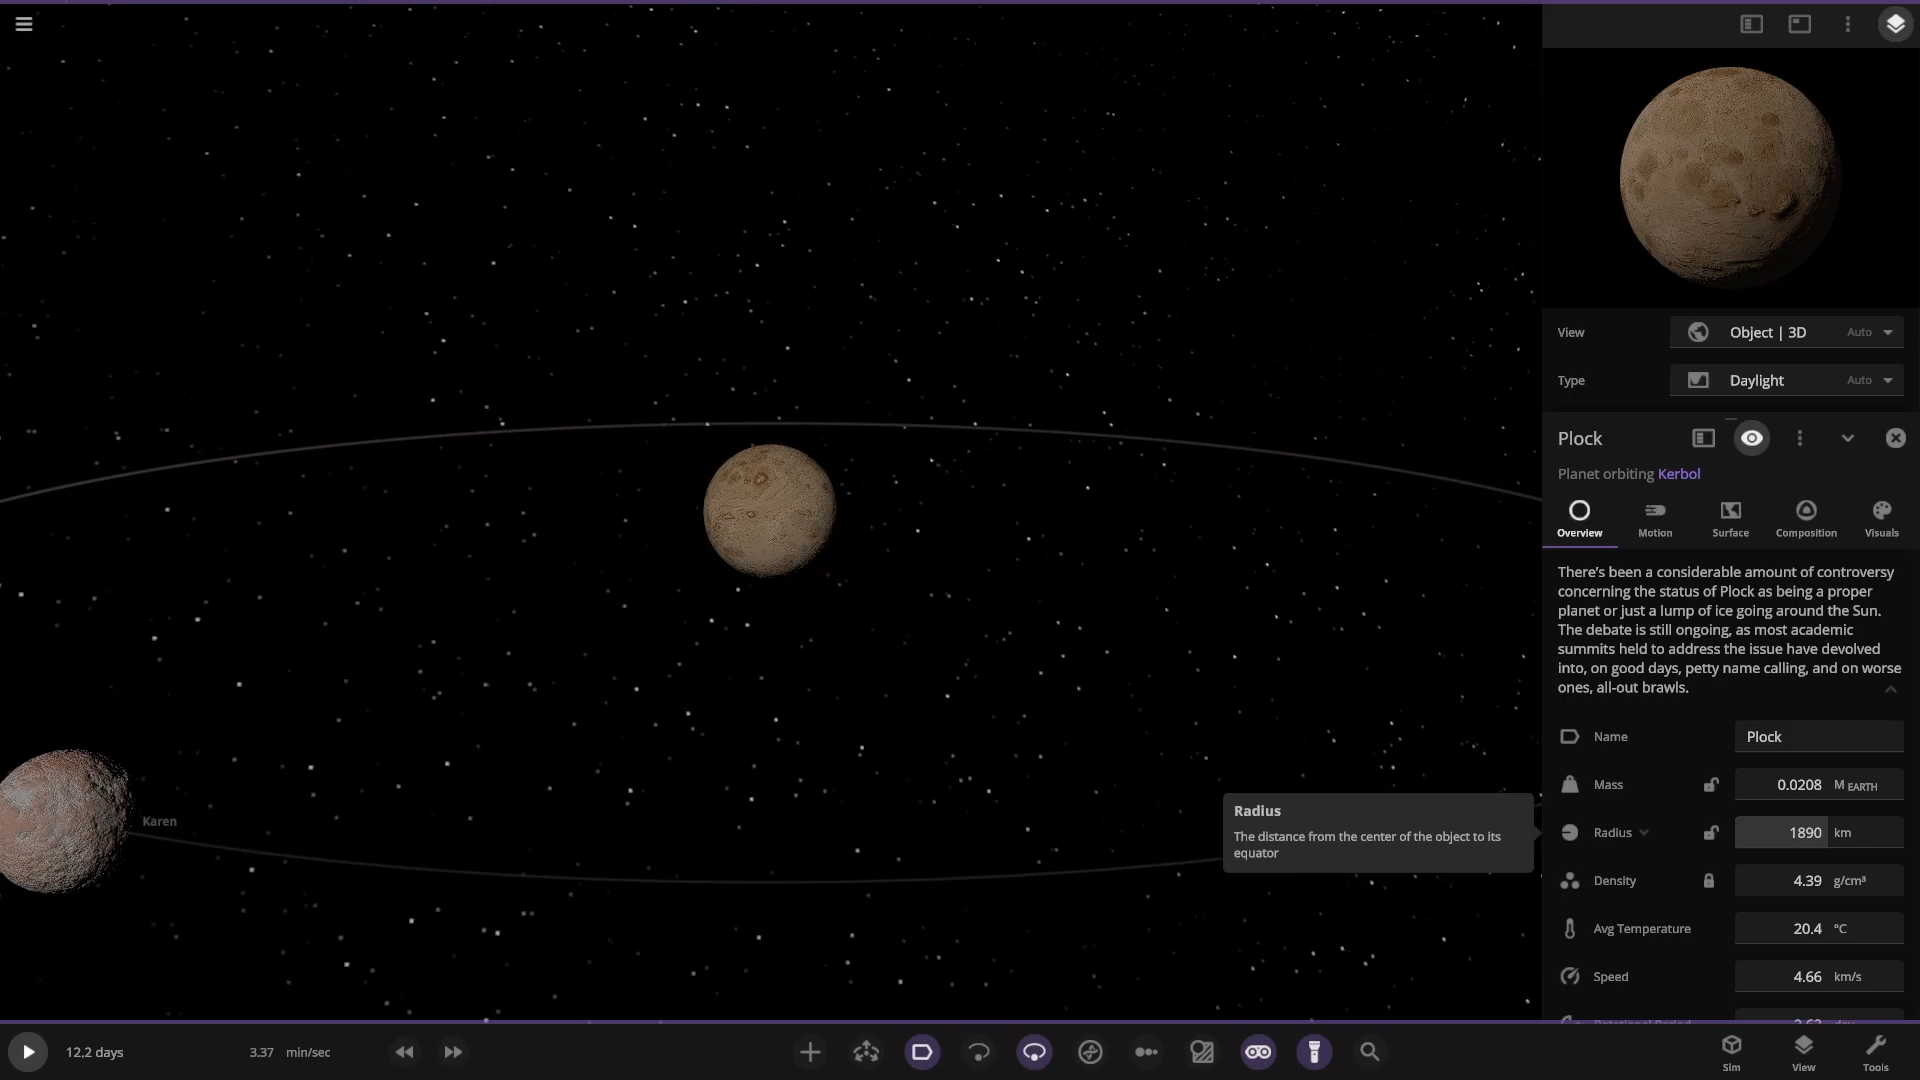 View
Object | 3D
Auto
Type
Daylight
Auto
Plock
Planet orbiting Kerbol
Overview
Motion
Surface
Composition
Visuals
There's been a considerable amount of controversy
concerning the status of Plock as being a proper
planet or just a lump of ice going around the Sun.
The debate is still ongoing, as most academic
summits held to address the issue have devolved
into, on good days, petty name calling, and on worse
ones, all-out brawls.
Name
Plock
Mass
0.0208 M EARTH
Radius
1890 km
Density
4.39 g/cm³
Avg Temperature
20.4 °C
Speed
4.66 km/s
Karen
Radius
The distance from the center of the object to its
equator
12.2 days
3.37 min/sec
Sim
View
Tools